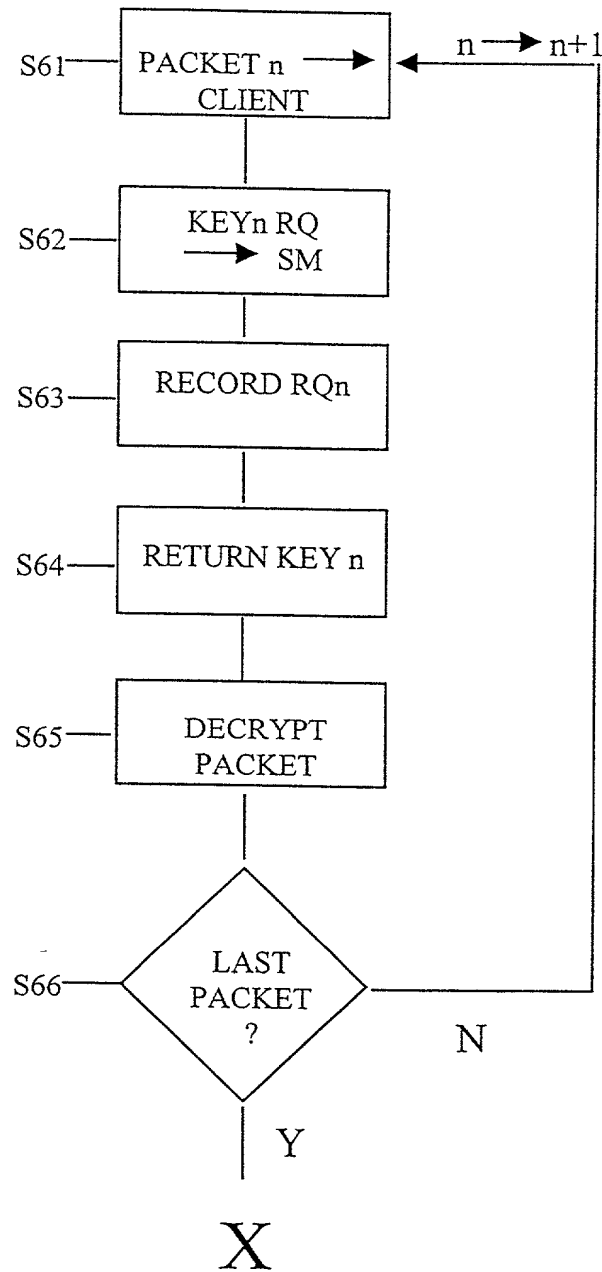 n → n+1
S61
PACKET n →
CLIENT
S62
KEYn RQ
→ SM
S63
RECORD RQn
S64
RETURN KEY n
S65
DECRYPT
PACKET
S66
LAST
PACKET
?
N
Y
X